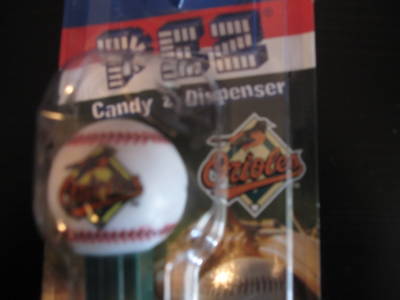 PEZ
Candy & Dispenser
Orioles